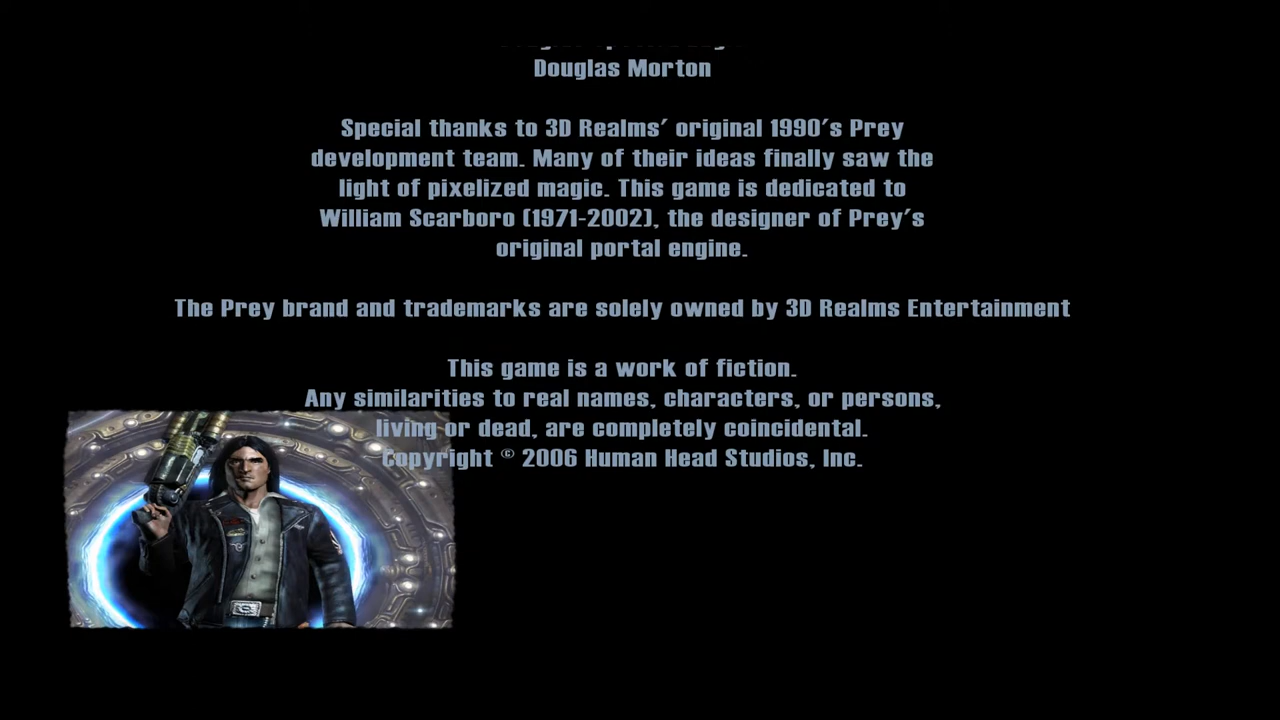 Douglas Morton
Special thanks to 3D Realms' original 1990's Prey
development team. Many of their ideas finally saw the
light of pixelized magic. This game is dedicated to
William Scarboro (1971-2002), the designer of Prey's
original portal engine.
The Prey brand and trademarks are solely owned by 3D Realms Entertainment
This game is a work of fiction.
Any similarities to real names, characters, or persons,
living or dead, are completely coincidental.
Copyright © 2006 Human Head Studios, Inc.